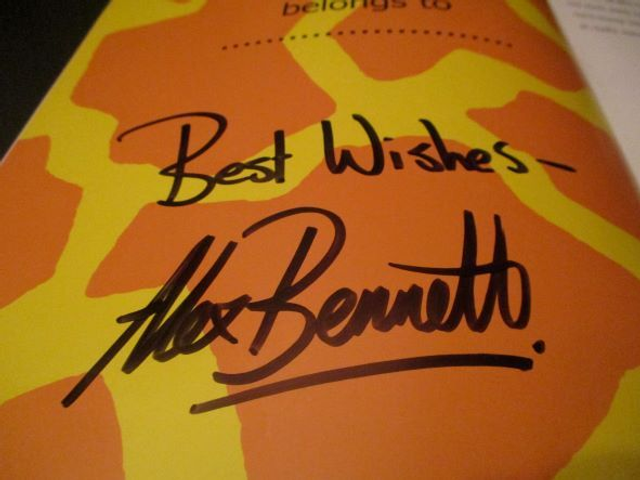 belongs to
........................................
Best Wishes -
Alex Bennett.